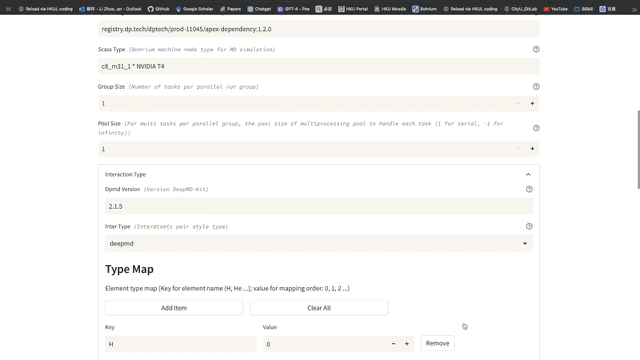 Reload via HKUL coding
邮件 - Li Zhuo...an - Outlook
GitHub
Google Scholar
Papers
Chatgpt
GPT-4 - Poe
HKU Portal
HKU Moodle
Bohrium
Reload via HKUL coding
CityU_GitLab
YouTube
Bilibili
DUKU
百度
registry.dp.tech/dptech/prod-11045/apex-dependency:1.2.0
Scass Type (Bohrium machine node type for MD simulation)
c8_m31_1 * NVIDIA T4
Group Size (Number of tasks per parallel run group)
1 - +
Pool Size (For multi tasks per parallel group, the pool size of multiprocessing pool to handle each task (1 for serial, -1 for
infinity))
1 - +
Interaction Type
Dpmd Version (Version DeepMD-Kit)
2.1.5
Inter Type (Interatomic pair style type)
deepmd
Type Map
Element type map (Key for element name (H, He ...); value for mapping order: 0, 1, 2 ...)
Add Item Clear All
Key Value
H 0 - + Remove